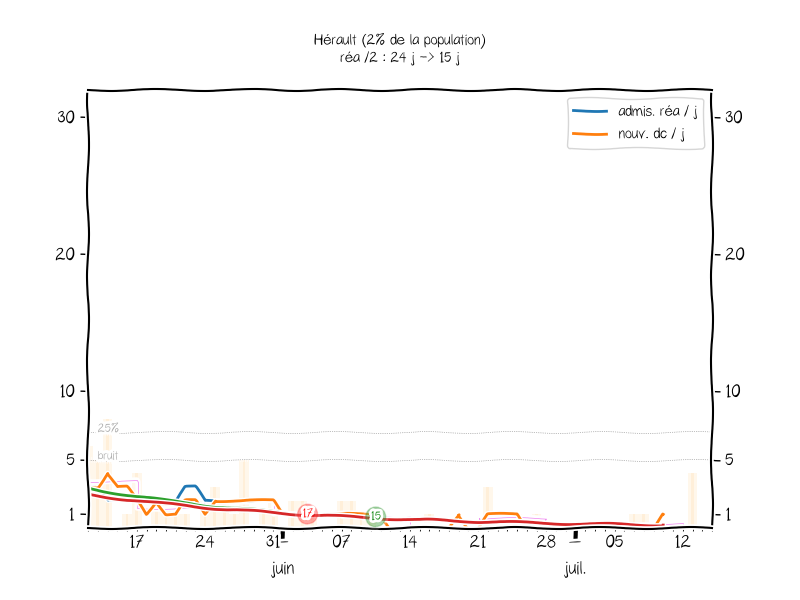 Hérault (2% de la population)
réa /2 : 24 j -> 15 j
admis. réa / j
nouv. dc / j
30
30
20
20
10
10
25%
bruit
5
5
17
15
1
1
17 24 31 07 14 21 28 05 12
juin juil.